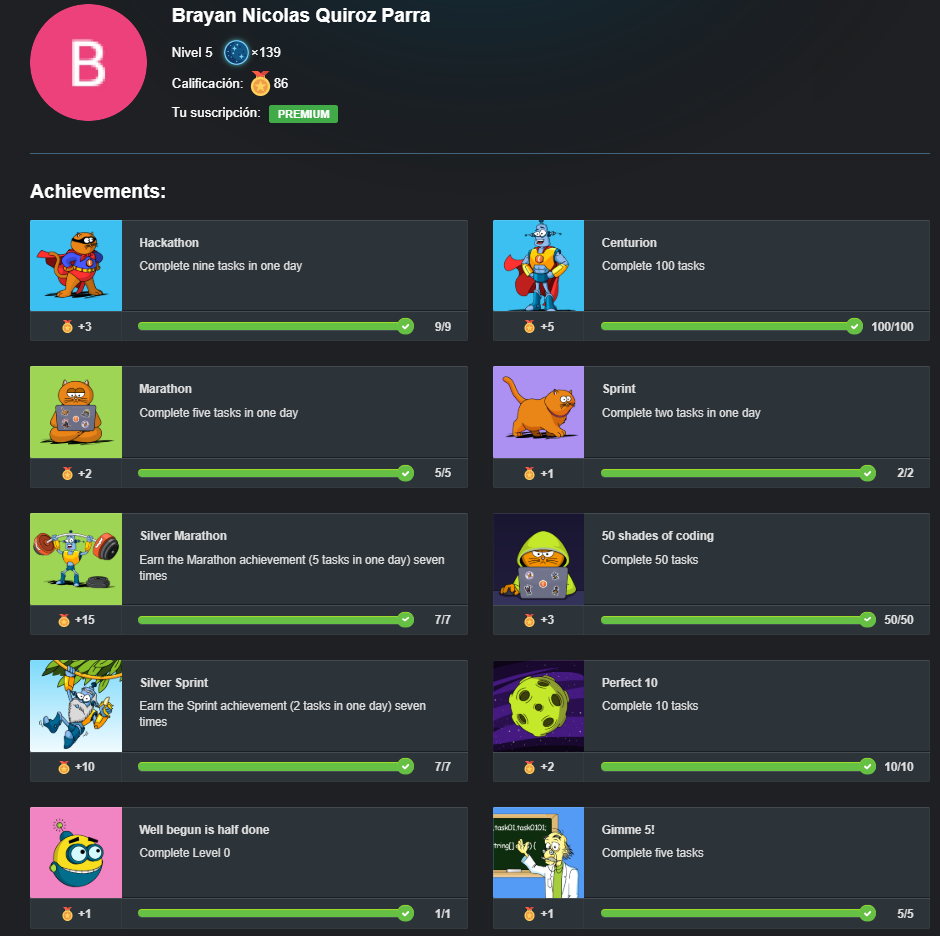 B
Brayan Nicolas Quiroz Parra
Nivel 5 ×139
Calificación: 86
Tu suscripción: PREMIUM
Achievements:
Hackathon
Complete nine tasks in one day
+3 9/9
Centurion
Complete 100 tasks
+5 100/100
Marathon
Complete five tasks in one day
+2 5/5
Sprint
Complete two tasks in one day
+1 2/2
Silver Marathon
Earn the Marathon achievement (5 tasks in one day) seven
times
+15 7/7
50 shades of coding
Complete 50 tasks
+3 50/50
Silver Sprint
Earn the Sprint achievement (2 tasks in one day) seven
times
+10 7/7
Perfect 10
Complete 10 tasks
+2 10/10
Well begun is half done
Complete Level 0
+1 1/1
.task01.task0101;
Gimme 5!
Complete five tasks
+1 5/5